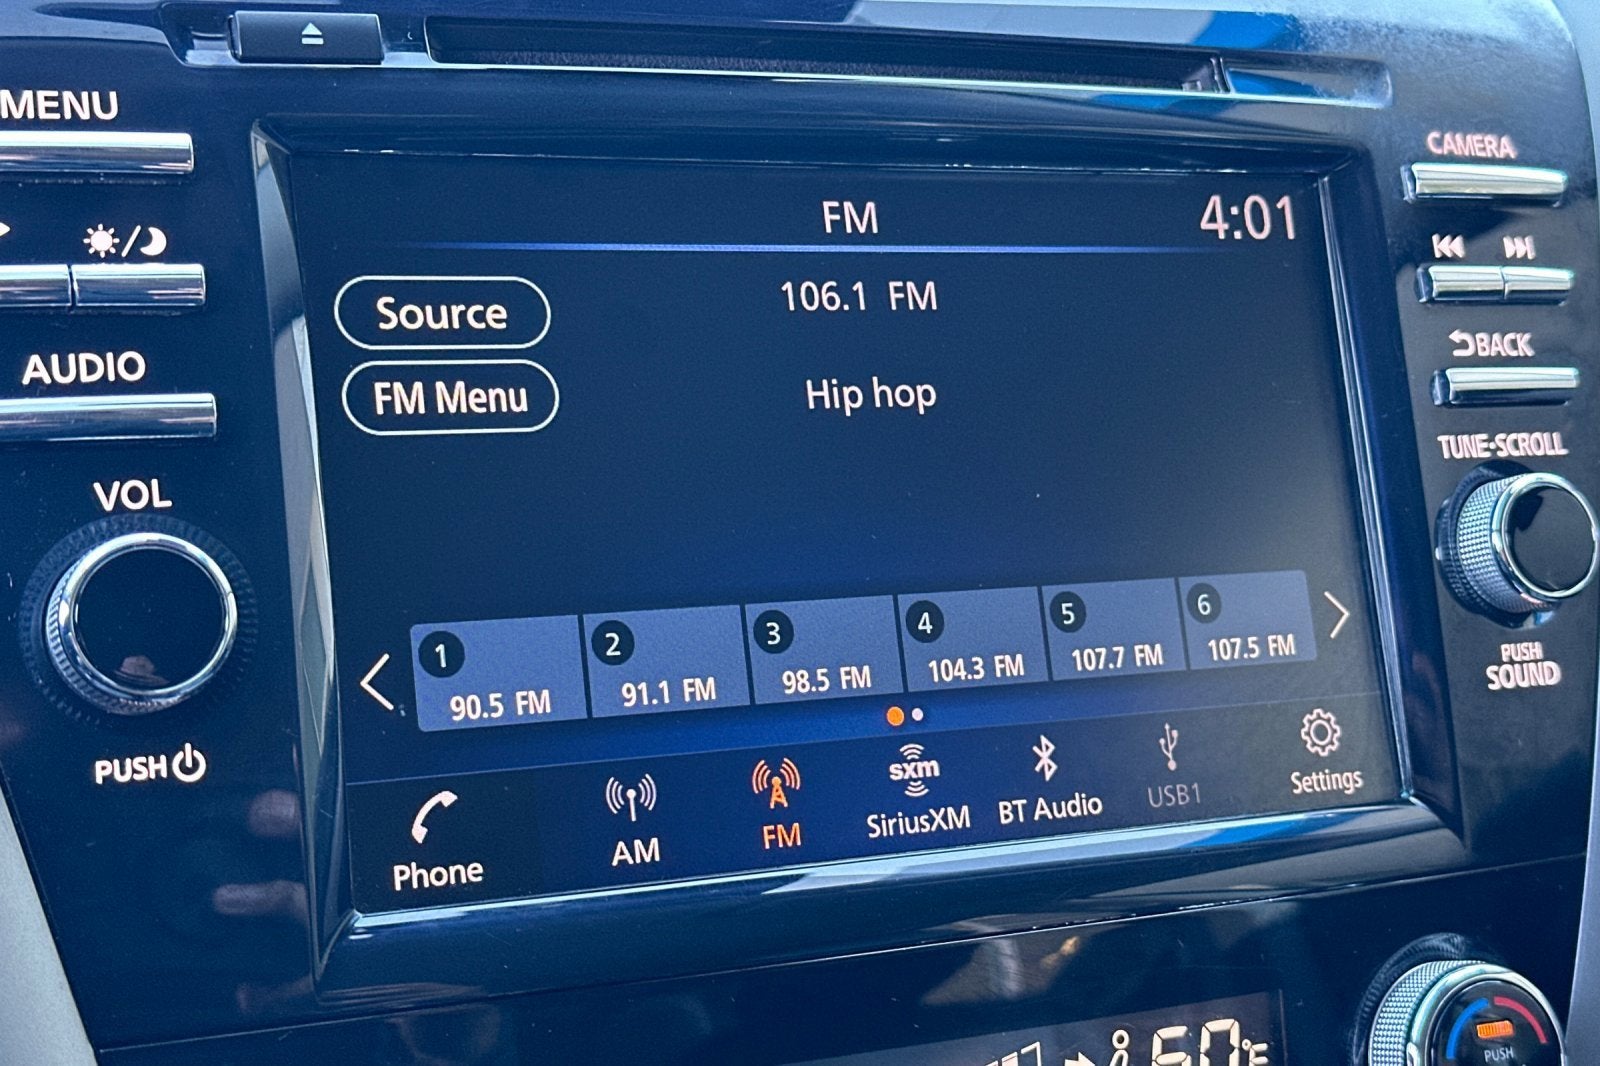 MENU
AUDIO
VOL
PUSH
FM
4:01
Source
106.1 FM
FM Menu
Hip hop
1
90.5 FM
2
91.1 FM
3
98.5 FM
4
104.3 FM
5
107.7 FM
6
107.5 FM
Phone
AM
FM
sxm
SiriusXM
BT Audio
USB1
Settings
CAMERA
BACK
TUNE·SCROLL
PUSH
SOUND
60°F
PUSH